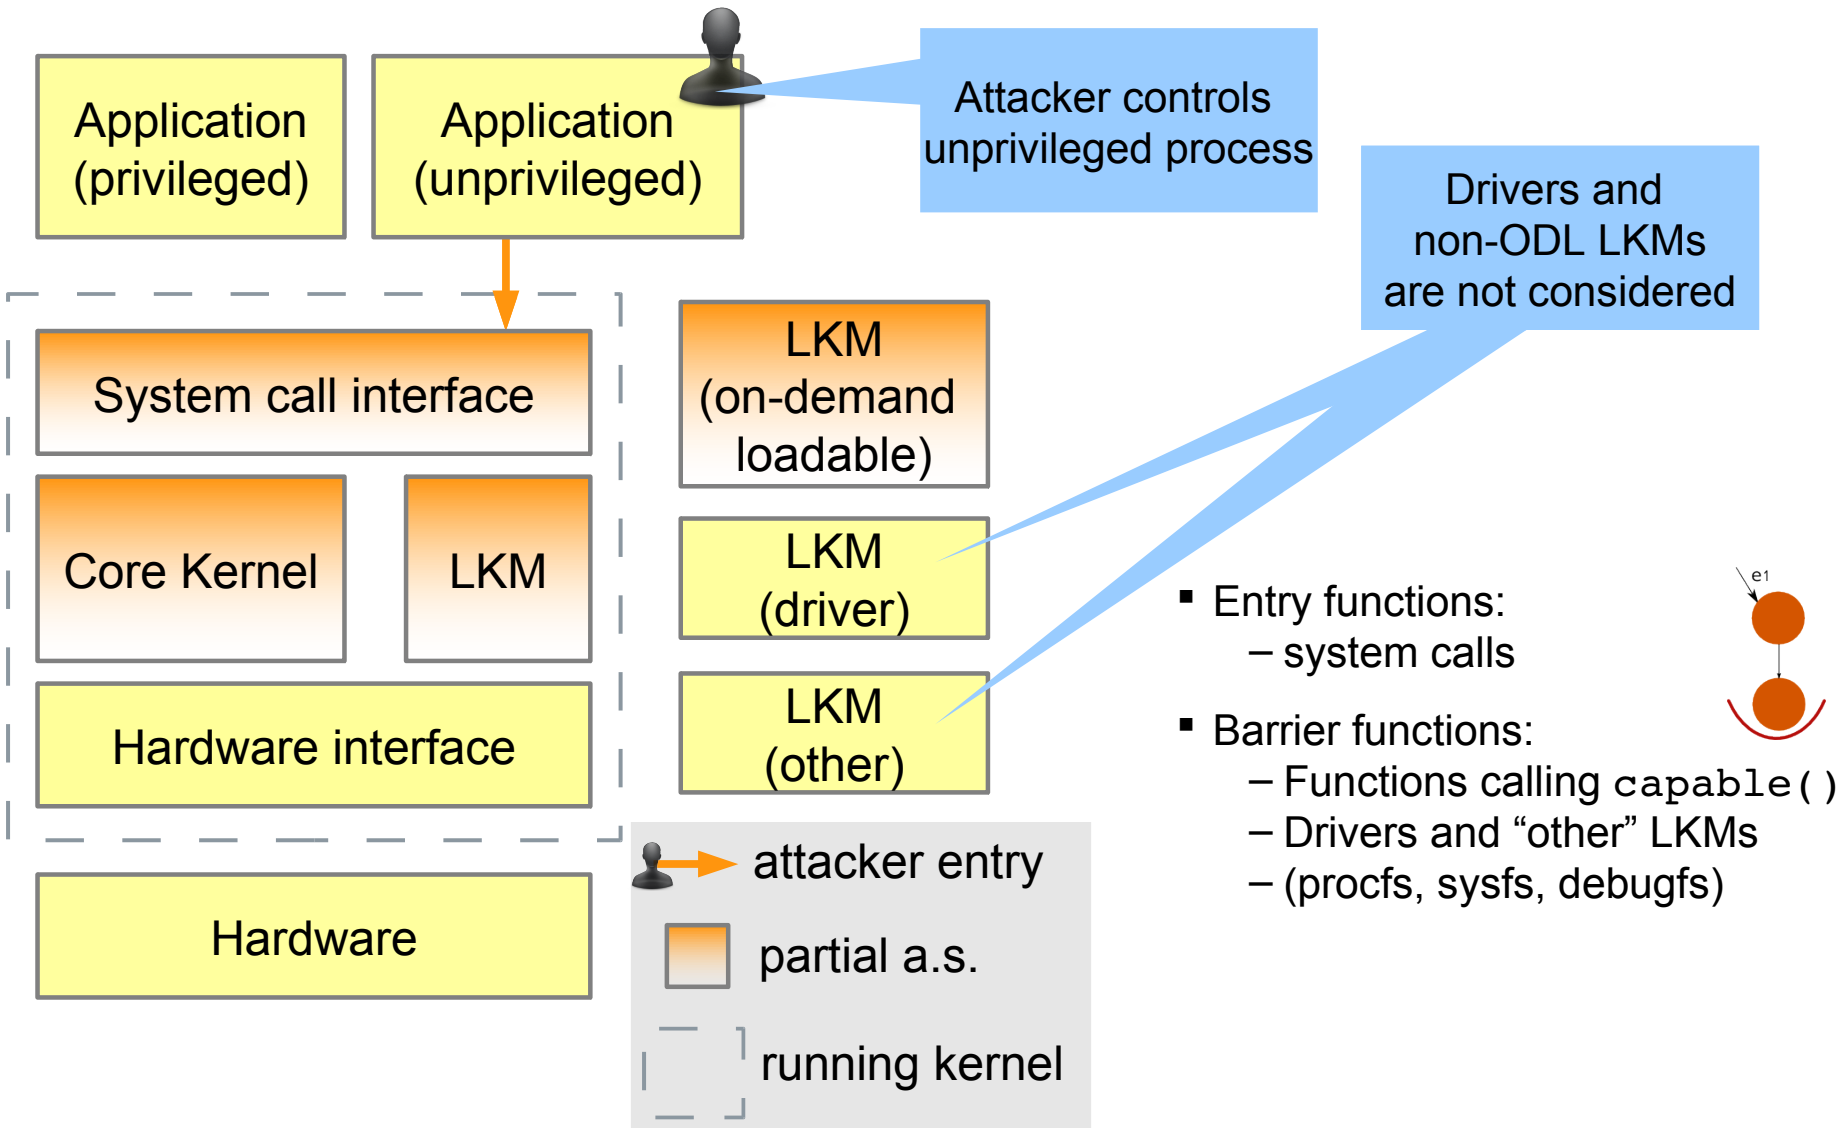 Application
(privileged)
Application
(unprivileged)
Attacker controls
unprivileged process
Drivers and
non-ODL LKMs
are not considered
System call interface
Core Kernel
LKM
Hardware interface
Hardware
LKM
(on-demand
loadable)
LKM
(driver)
LKM
(other)
attacker entry
partial a.s.
running kernel
▪ Entry functions:
– system calls
▪ Barrier functions:
– Functions calling capable()
– Drivers and “other” LKMs
– (procfs, sysfs, debugfs)
e1